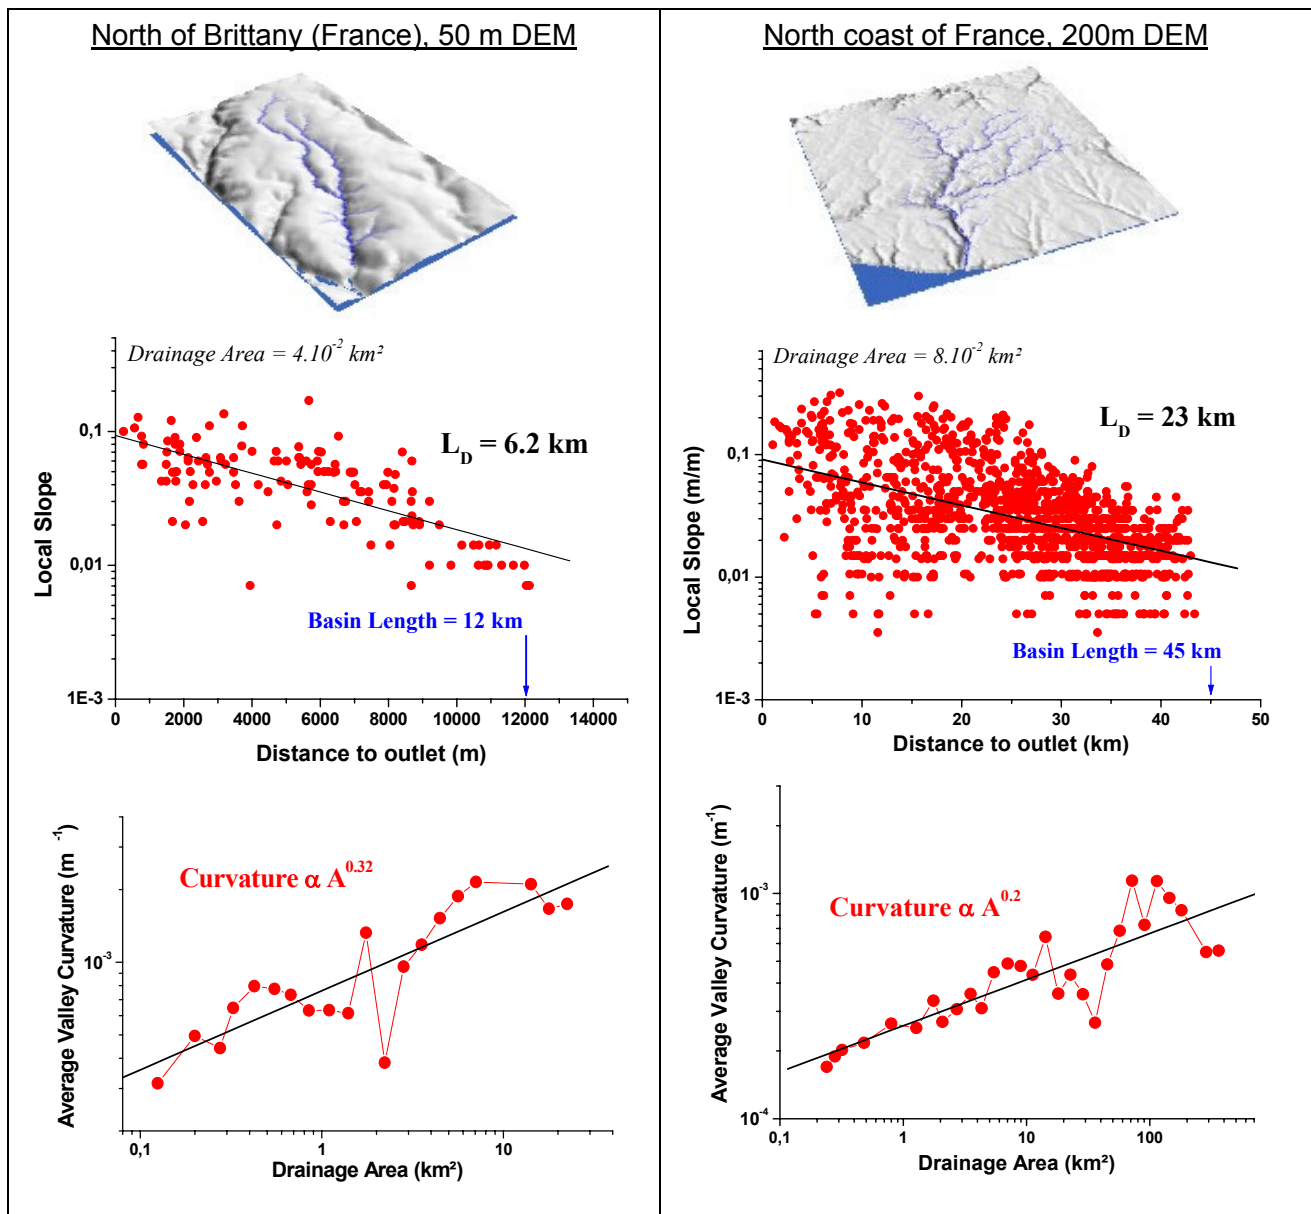 North of Brittany (France), 50 m DEM
Drainage Area = 4.10-2 km²
0,1
0,01
1E-3
Local Slope
LD = 6.2 km
Basin Length = 12 km
0 2000 4000 6000 8000 10000 12000 14000
Distance to outlet (m)
Average Valley Curvature (m -1)
10-3
Curvature α A0.32
0,1 1 10
Drainage Area (km²)
North coast of France, 200m DEM
Drainage Area = 8.10-2 km²
0,1
0,01
1E-3
Local Slope (m/m)
LD = 23 km
Basin Length = 45 km
0 10 20 30 40 50
Distance to outlet (km)
Average Valley Curvature (m-1)
10-3
10-4
Curvature α A0.2
0,1 1 10 100
Drainage Area (km²)